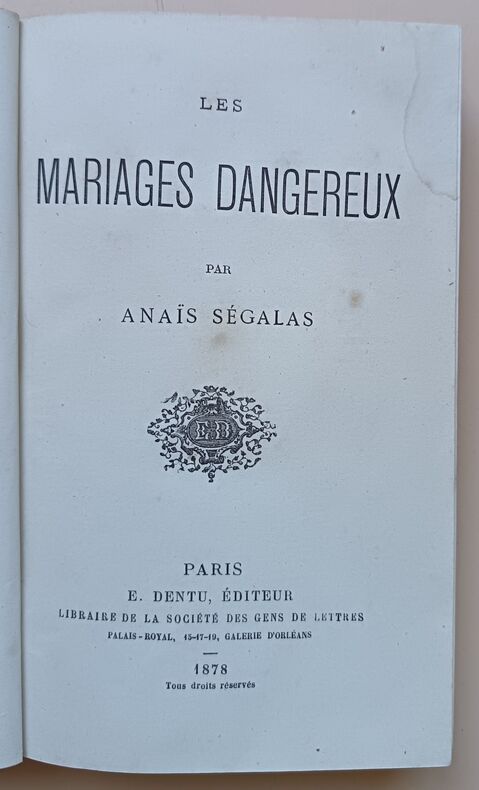 LES
MARIAGES DANGEREUX
PAR
ANAÏS SÉGALAS
E D
PARIS
E. DENTU, ÉDITEUR
LIBRAIRE DE LA SOCIÉTÉ DES GENS DE LETTRES
PALAIS-ROYAL, 15-17-19, GALERIE D'ORLÉANS
1878
Tous droits réservés